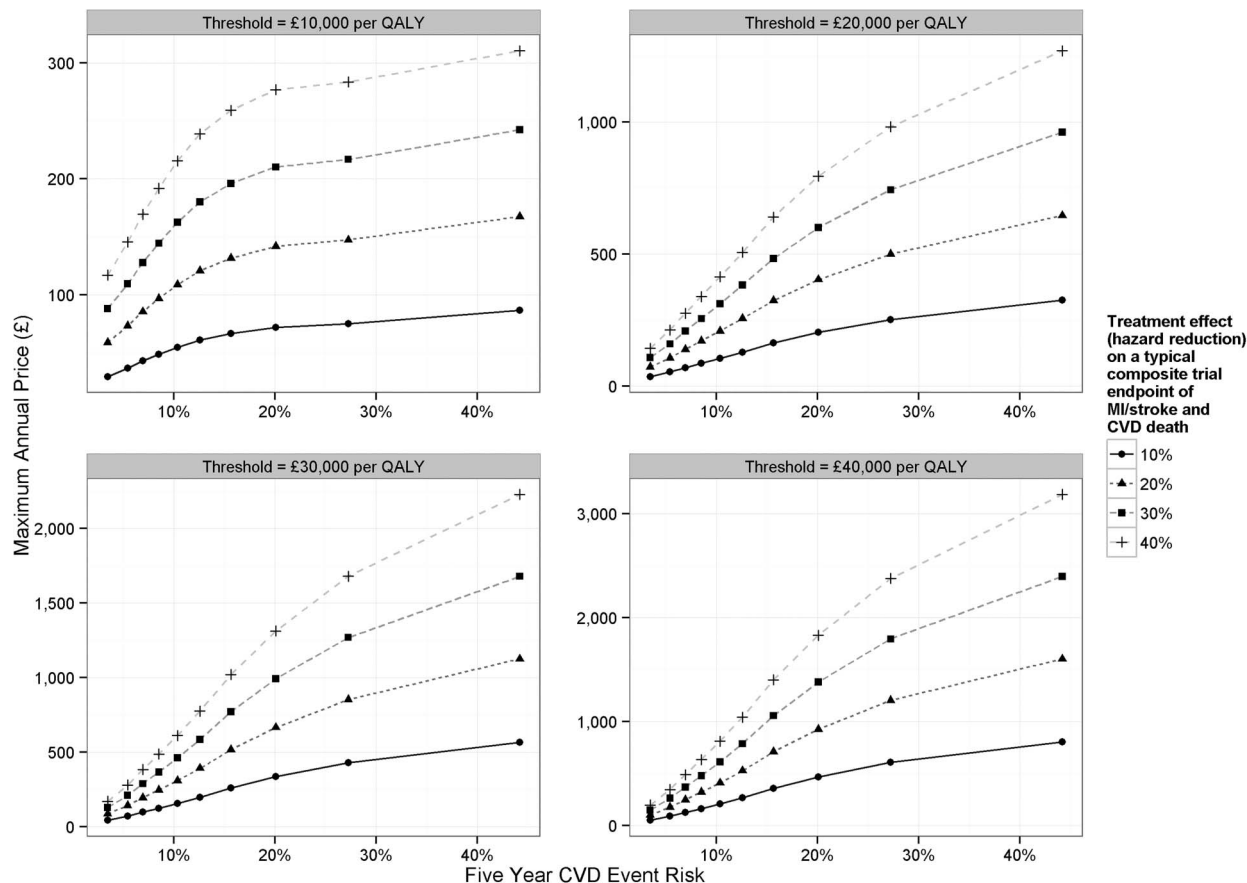 Threshold = £10,000 per QALY
Threshold = £20,000 per QALY
300
200
100
10%
20%
30%
40%
1,000
500
0
10%
20%
30%
40%
Threshold = £30,000 per QALY
Threshold = £40,000 per QALY
2,000
1,500
1,000
500
0
10%
20%
30%
40%
3,000
2,000
1,000
0
10%
20%
30%
40%
Maximum Annual Price (£)
Five Year CVD Event Risk
Treatment effect
(hazard reduction)
on a typical
composite trial
endpoint of
MI/stroke and
CVD death
10%
20%
30%
40%